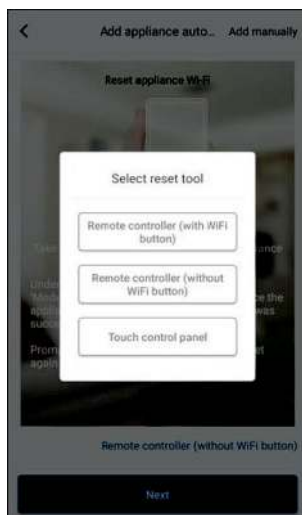 Add appliance auto... Add manually
Reset appliance Wi-Fi
Select reset tool
Remote controller (with WiFi
button)
Remote controller (without
WiFi button)
Touch control panel
again
Remote controller (without WiFi button)
Next